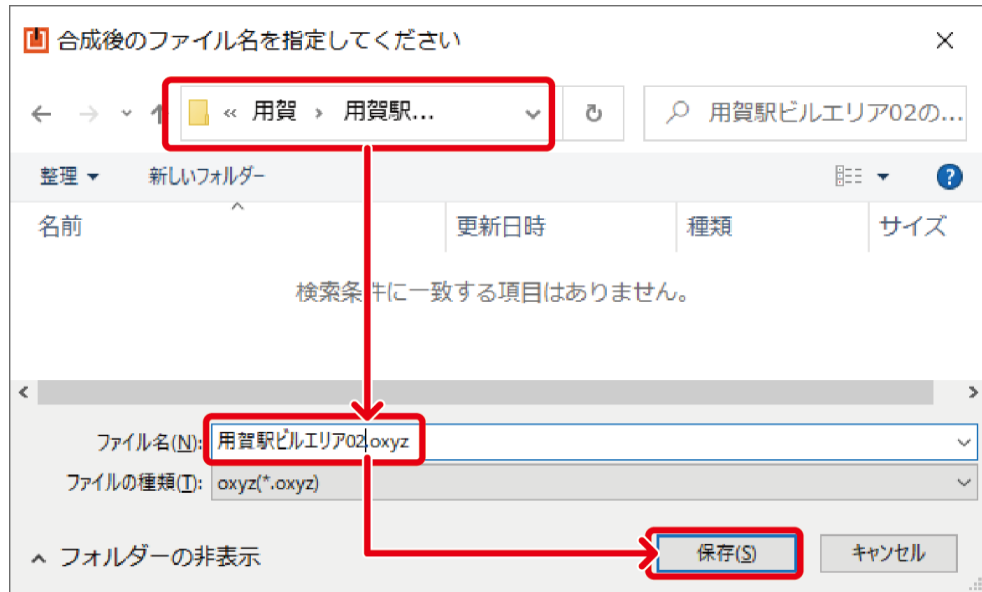 合成後のファイル名を指定してください
« 用賀 › 用賀駅...
用賀駅ビルエリア02の...
整理 新しいフォルダー
名前 更新日時 種類 サイズ
検索条件に一致する項目はありません。
ファイル名(N): 用賀駅ビルエリア02.oxyz
ファイルの種類(T): oxyz(*.oxyz)
フォルダーの非表示 保存(S) キャンセル